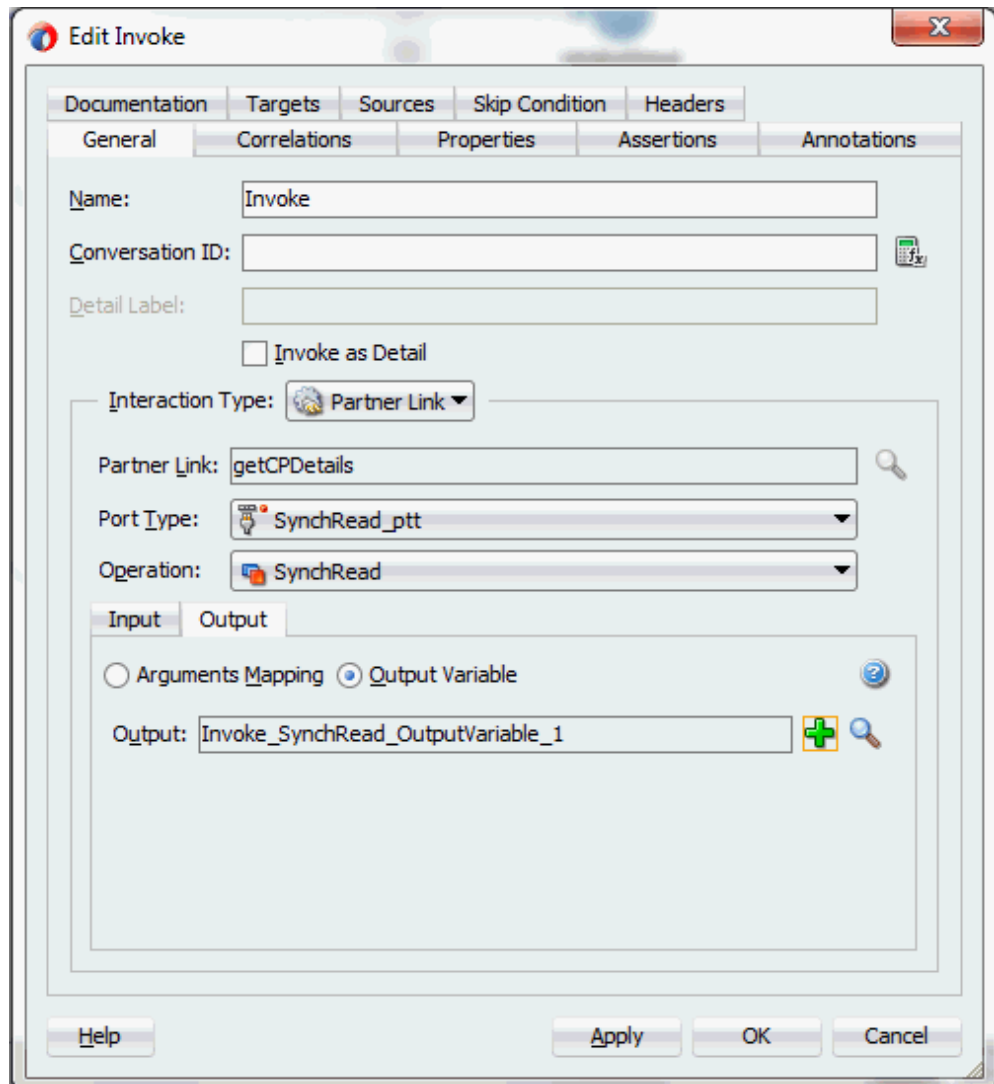 Edit Invoke
Documentation Targets Sources Skip Condition Headers
General Correlations Properties Assertions Annotations
Name: Invoke
Conversation ID:
Detail Label:
Invoke as Detail
Interaction Type: Partner Link
Partner Link: getCPDetails
Port Type: SynchRead_ptt
Operation: SynchRead
Input Output
Arguments Mapping Output Variable
Output: Invoke_SynchRead_OutputVariable_1
Help Apply OK Cancel